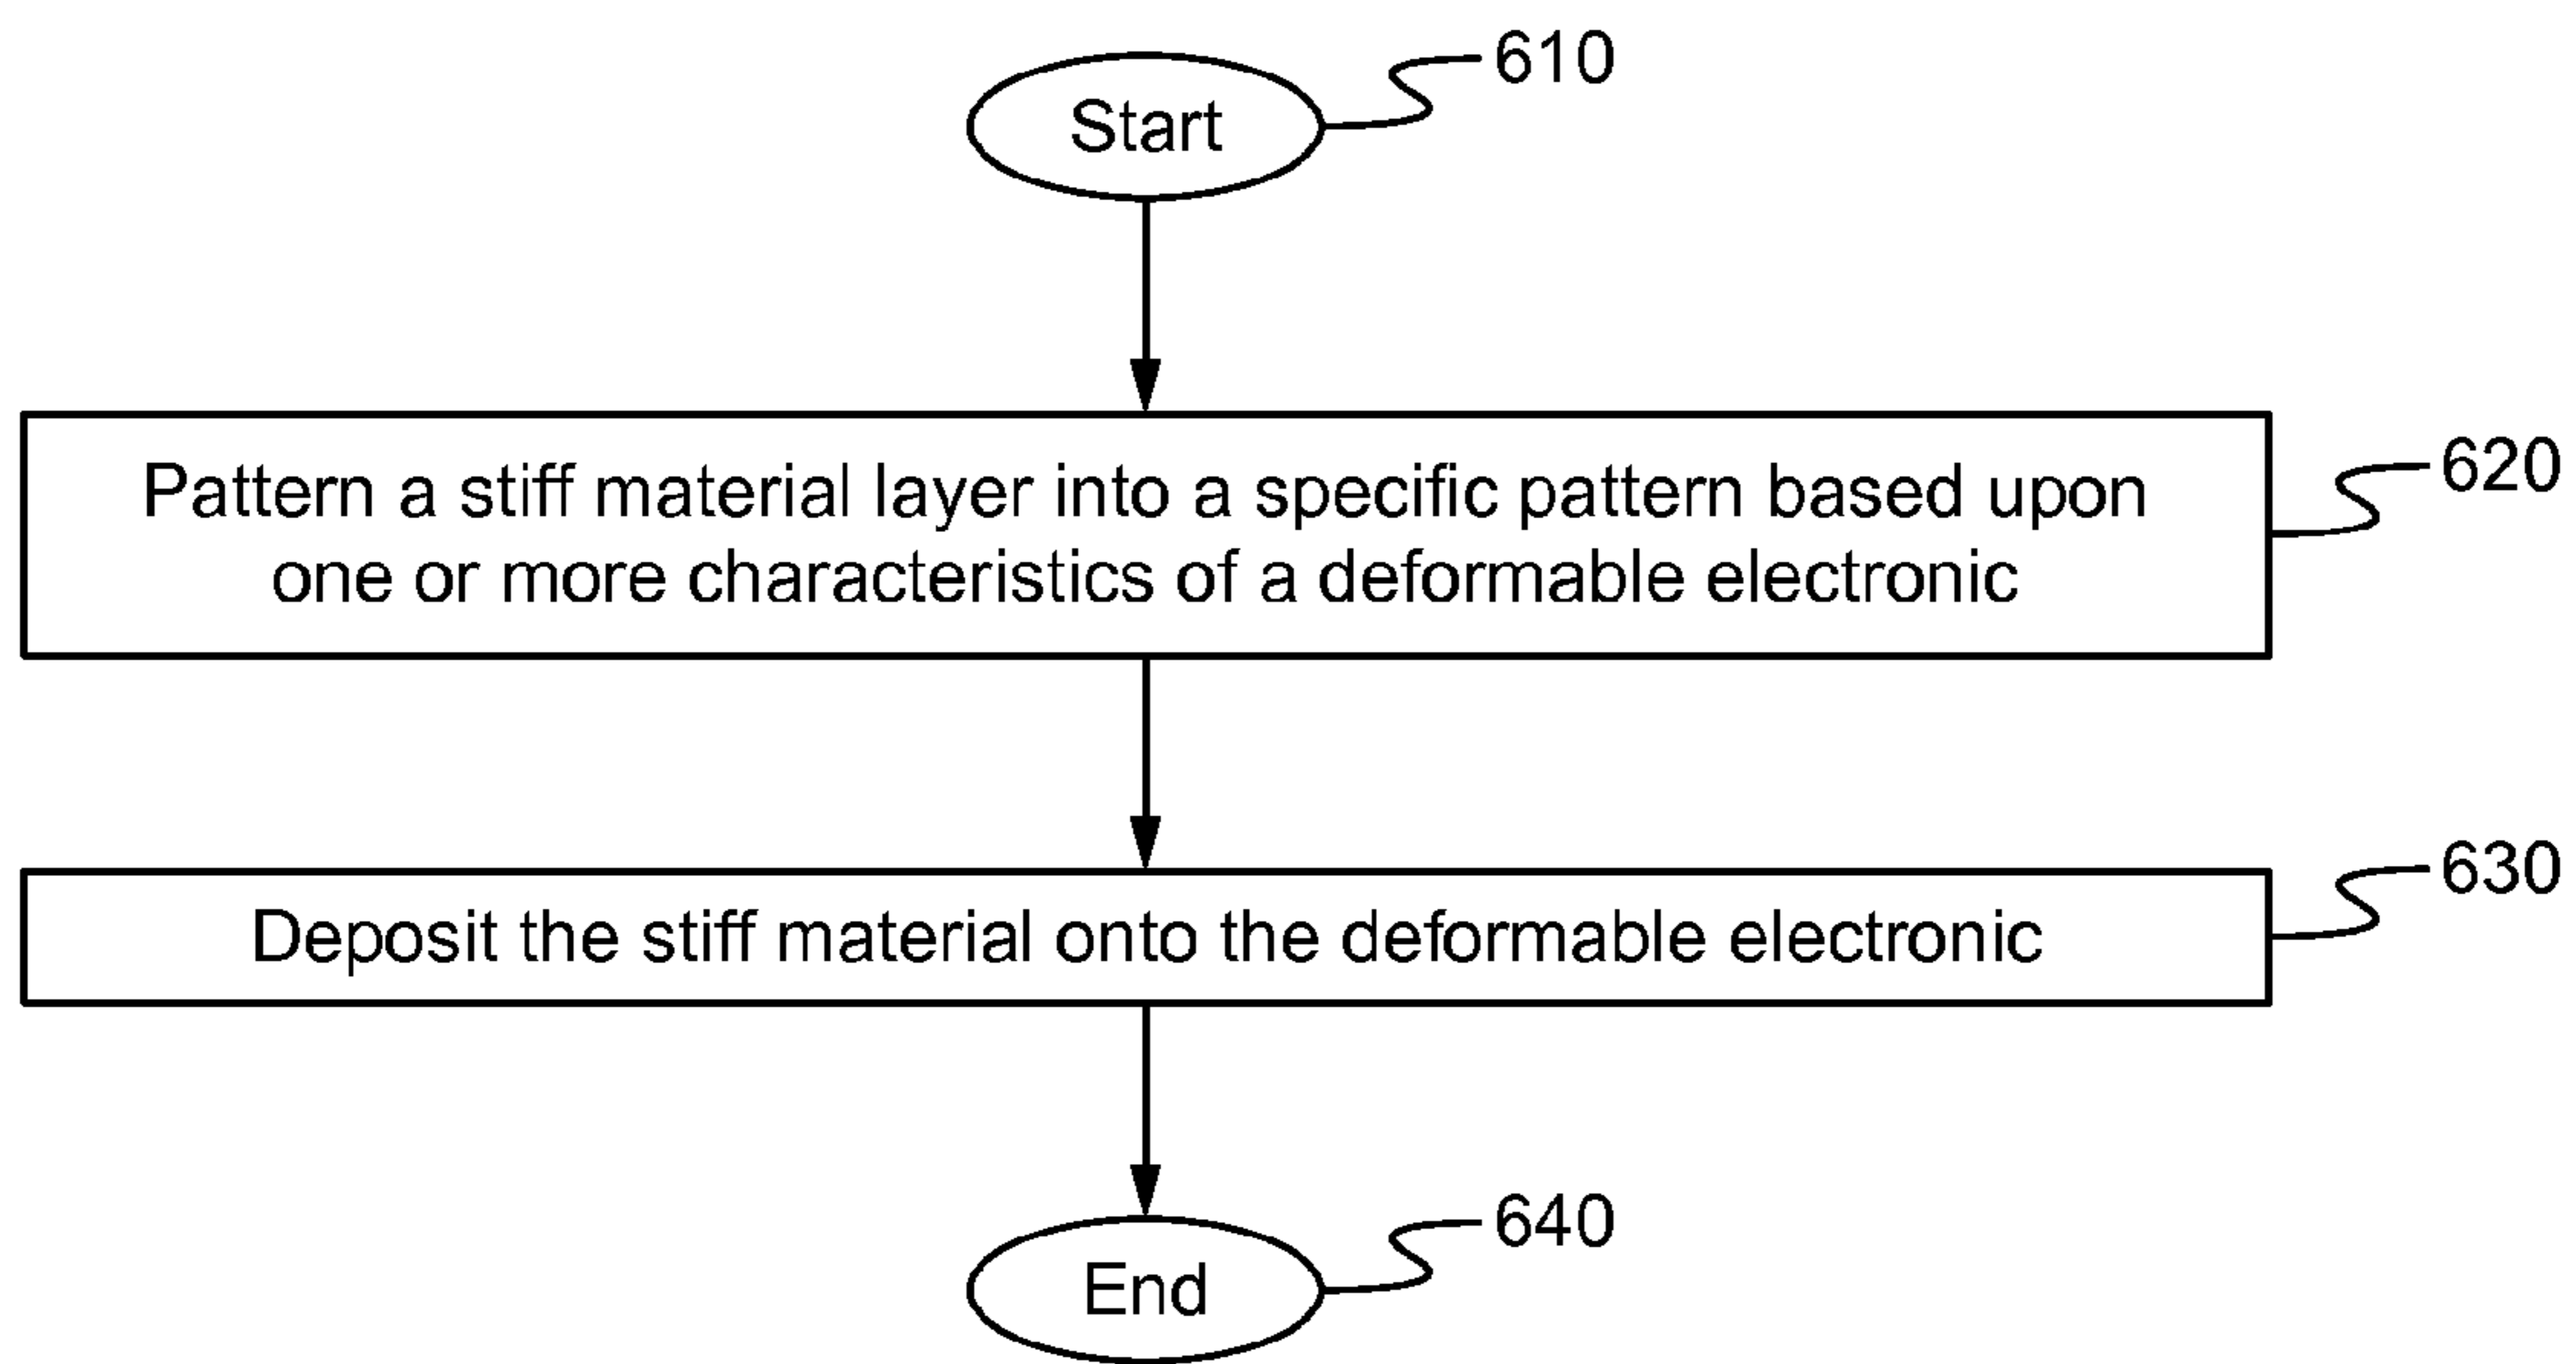 Start
610
Pattern a stiff material layer into a specific pattern based upon
one or more characteristics of a deformable electronic
620
Deposit the stiff material onto the deformable electronic
630
End
640